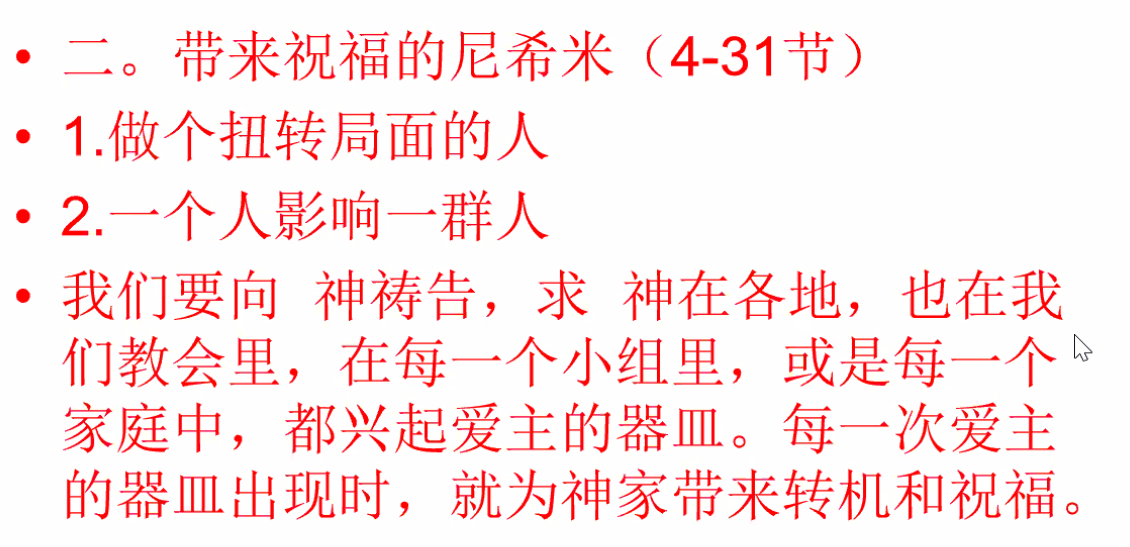 • 二。带来祝福的尼希米（4-31节）
• 1.做个扭转局面的人
• 2.一个人影响一群人
• 我们要向 神祷告，求 神在各地，也在我
们教会里，在每一个小组里，或是每一个
家庭中，都兴起爱主的器皿。每一次爱主
的器皿出现时，就为神家带来转机和祝福。